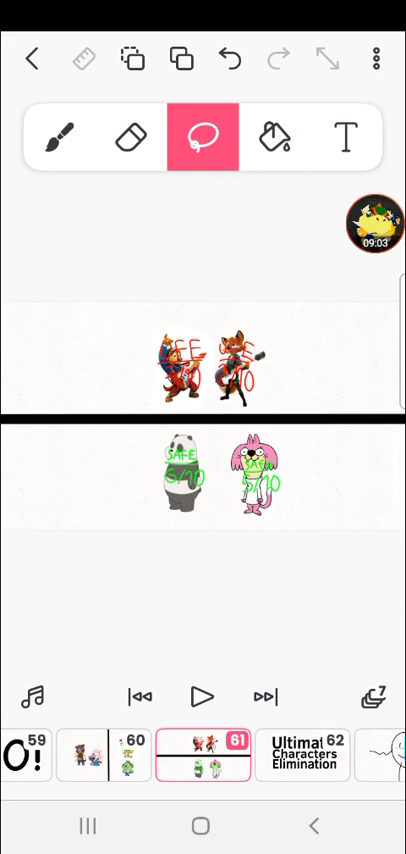 T
09:03
SAFE
5/10
SAFE
5/10
7
O!
59
60
61
Ultimat
62
Characters
Elimination